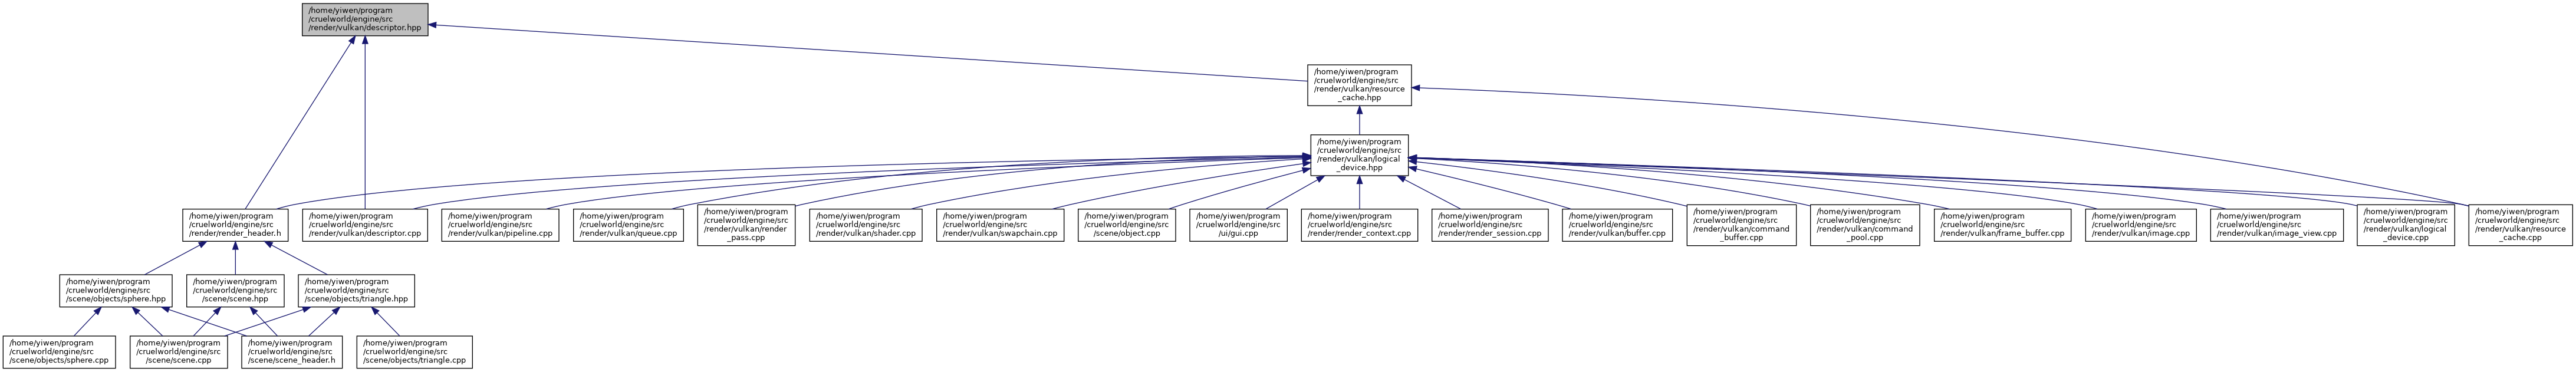 /home/yiwen/program
/cruelworld/engine/src
/render/vulkan/descriptor.hpp
/home/yiwen/program
/cruelworld/engine/src
/render/vulkan/resource
_cache.hpp
/home/yiwen/program
/cruelworld/engine/src
/render/vulkan/logical
_device.hpp
/home/yiwen/program
/cruelworld/engine/src
/render/render_header.h
/home/yiwen/program
/cruelworld/engine/src
/render/vulkan/descriptor.cpp
/home/yiwen/program
/cruelworld/engine/src
/render/vulkan/pipeline.cpp
/home/yiwen/program
/cruelworld/engine/src
/render/vulkan/queue.cpp
/home/yiwen/program
/cruelworld/engine/src
/render/vulkan/render
_pass.cpp
/home/yiwen/program
/cruelworld/engine/src
/render/vulkan/shader.cpp
/home/yiwen/program
/cruelworld/engine/src
/render/vulkan/swapchain.cpp
/home/yiwen/program
/cruelworld/engine/src
/scene/object.cpp
/home/yiwen/program
/cruelworld/engine/src
/ui/gui.cpp
/home/yiwen/program
/cruelworld/engine/src
/render/render_context.cpp
/home/yiwen/program
/cruelworld/engine/src
/render/render_session.cpp
/home/yiwen/program
/cruelworld/engine/src
/render/vulkan/buffer.cpp
/home/yiwen/program
/cruelworld/engine/src
/render/vulkan/command
_buffer.cpp
/home/yiwen/program
/cruelworld/engine/src
/render/vulkan/command
_pool.cpp
/home/yiwen/program
/cruelworld/engine/src
/render/vulkan/frame_buffer.cpp
/home/yiwen/program
/cruelworld/engine/src
/render/vulkan/image.cpp
/home/yiwen/program
/cruelworld/engine/src
/render/vulkan/image_view.cpp
/home/yiwen/program
/cruelworld/engine/src
/render/vulkan/logical
_device.cpp
/home/yiwen/program
/cruelworld/engine/src
/render/vulkan/resource
_cache.cpp
/home/yiwen/program
/cruelworld/engine/src
/scene/objects/sphere.hpp
/home/yiwen/program
/cruelworld/engine/src
/scene/scene.hpp
/home/yiwen/program
/cruelworld/engine/src
/scene/objects/triangle.hpp
/home/yiwen/program
/cruelworld/engine/src
/scene/objects/sphere.cpp
/home/yiwen/program
/cruelworld/engine/src
/scene/scene.cpp
/home/yiwen/program
/cruelworld/engine/src
/scene/scene_header.h
/home/yiwen/program
/cruelworld/engine/src
/scene/objects/triangle.cpp